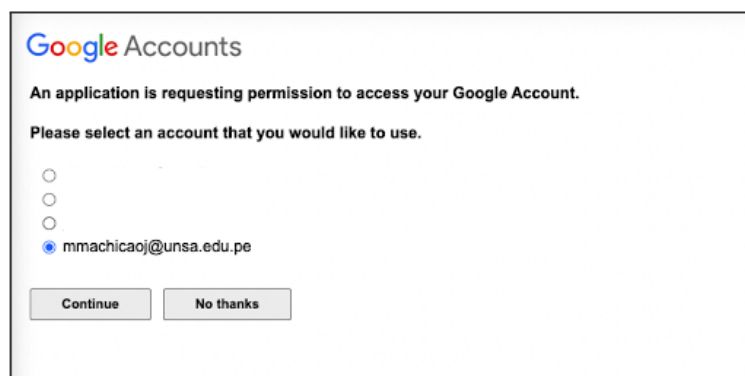 Google Accounts
An application is requesting permission to access your Google Account.
Please select an account that you would like to use.
mmachicaoj@unsa.edu.pe
Continue
No thanks